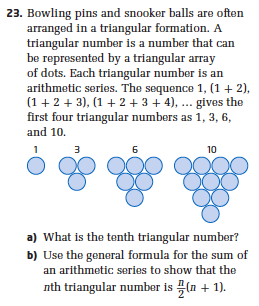 23. Bowling pins and snooker balls are often
arranged in a triangular formation. A
triangular number is a number that can
be represented by a triangular array
of dots. Each triangular number is an
arithmetic series. The sequence 1, (1 + 2),
(1 + 2 + 3), (1 + 2 + 3 + 4), … gives the
first four triangular numbers as 1, 3, 6,
and 10.
1 3 6 10
a) What is the tenth triangular number?
b) Use the general formula for the sum of
an arithmetic series to show that the
nth triangular number is n/2(n + 1).